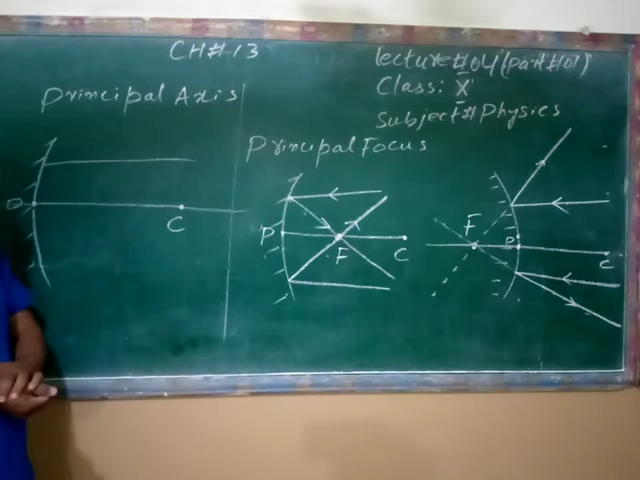 CH#-13
lecture#04(part#01)
Class: X
Subject# Physics
Principal Axis
Principal Focus
P
C
P
F
C
F
P
C